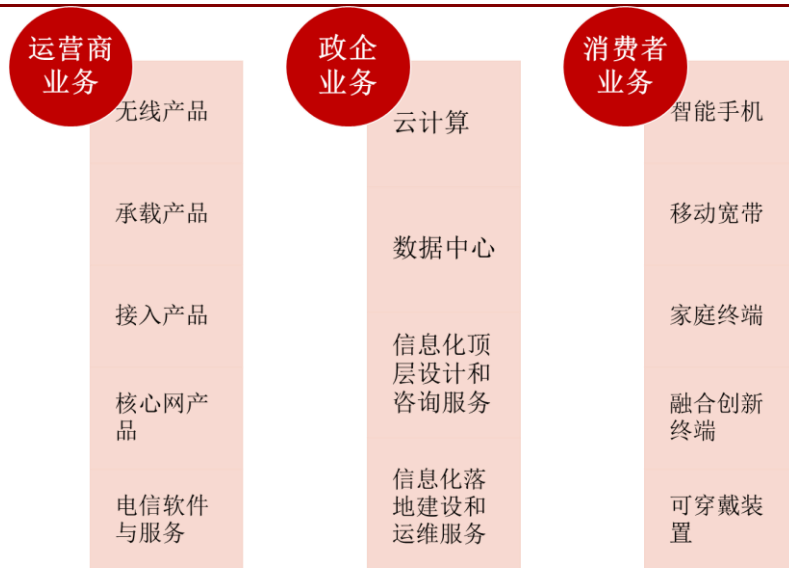 运营商
业务
无线产品
承载产品
接入产品
核心网产
品
电信软件
与服务
政企
业务
云计算
数据中心
信息化顶
层设计和
咨询服务
信息化落
地建设和
运维服务
消费者
业务
智能手机
移动宽带
家庭终端
融合创新
终端
可穿戴装
置